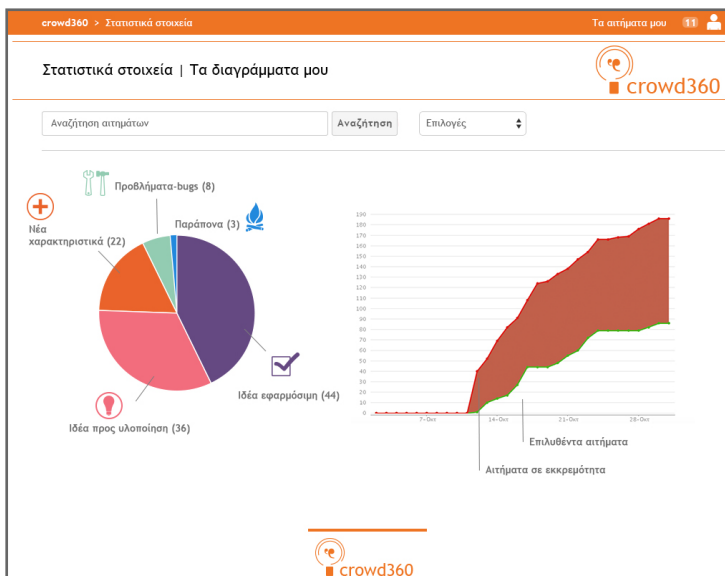 crowd360 > Στατιστικά στοιχεία
Τα αιτήματα μου 11
Στατιστικά στοιχεία | Τα διαγράμματα μου
crowd360
Αναζήτηση αιτημάτων
Αναζήτηση
Επιλογές
Προβλήματα-bugs (8)
Παράπονα (3)
Νέα
χαρακτηριστικά (22)
Ιδέα εφαρμόσιμη (44)
Ιδέα προς υλοποίηση (36)
190
180
170
160
150
140
130
120
110
100
90
80
70
60
50
40
30
20
10
0
7-Oct 14-Oct 21-Oct 28-Oct
Επιλυθέντα αιτήματα
Αιτήματα σε εκκρεμότητα
crowd360